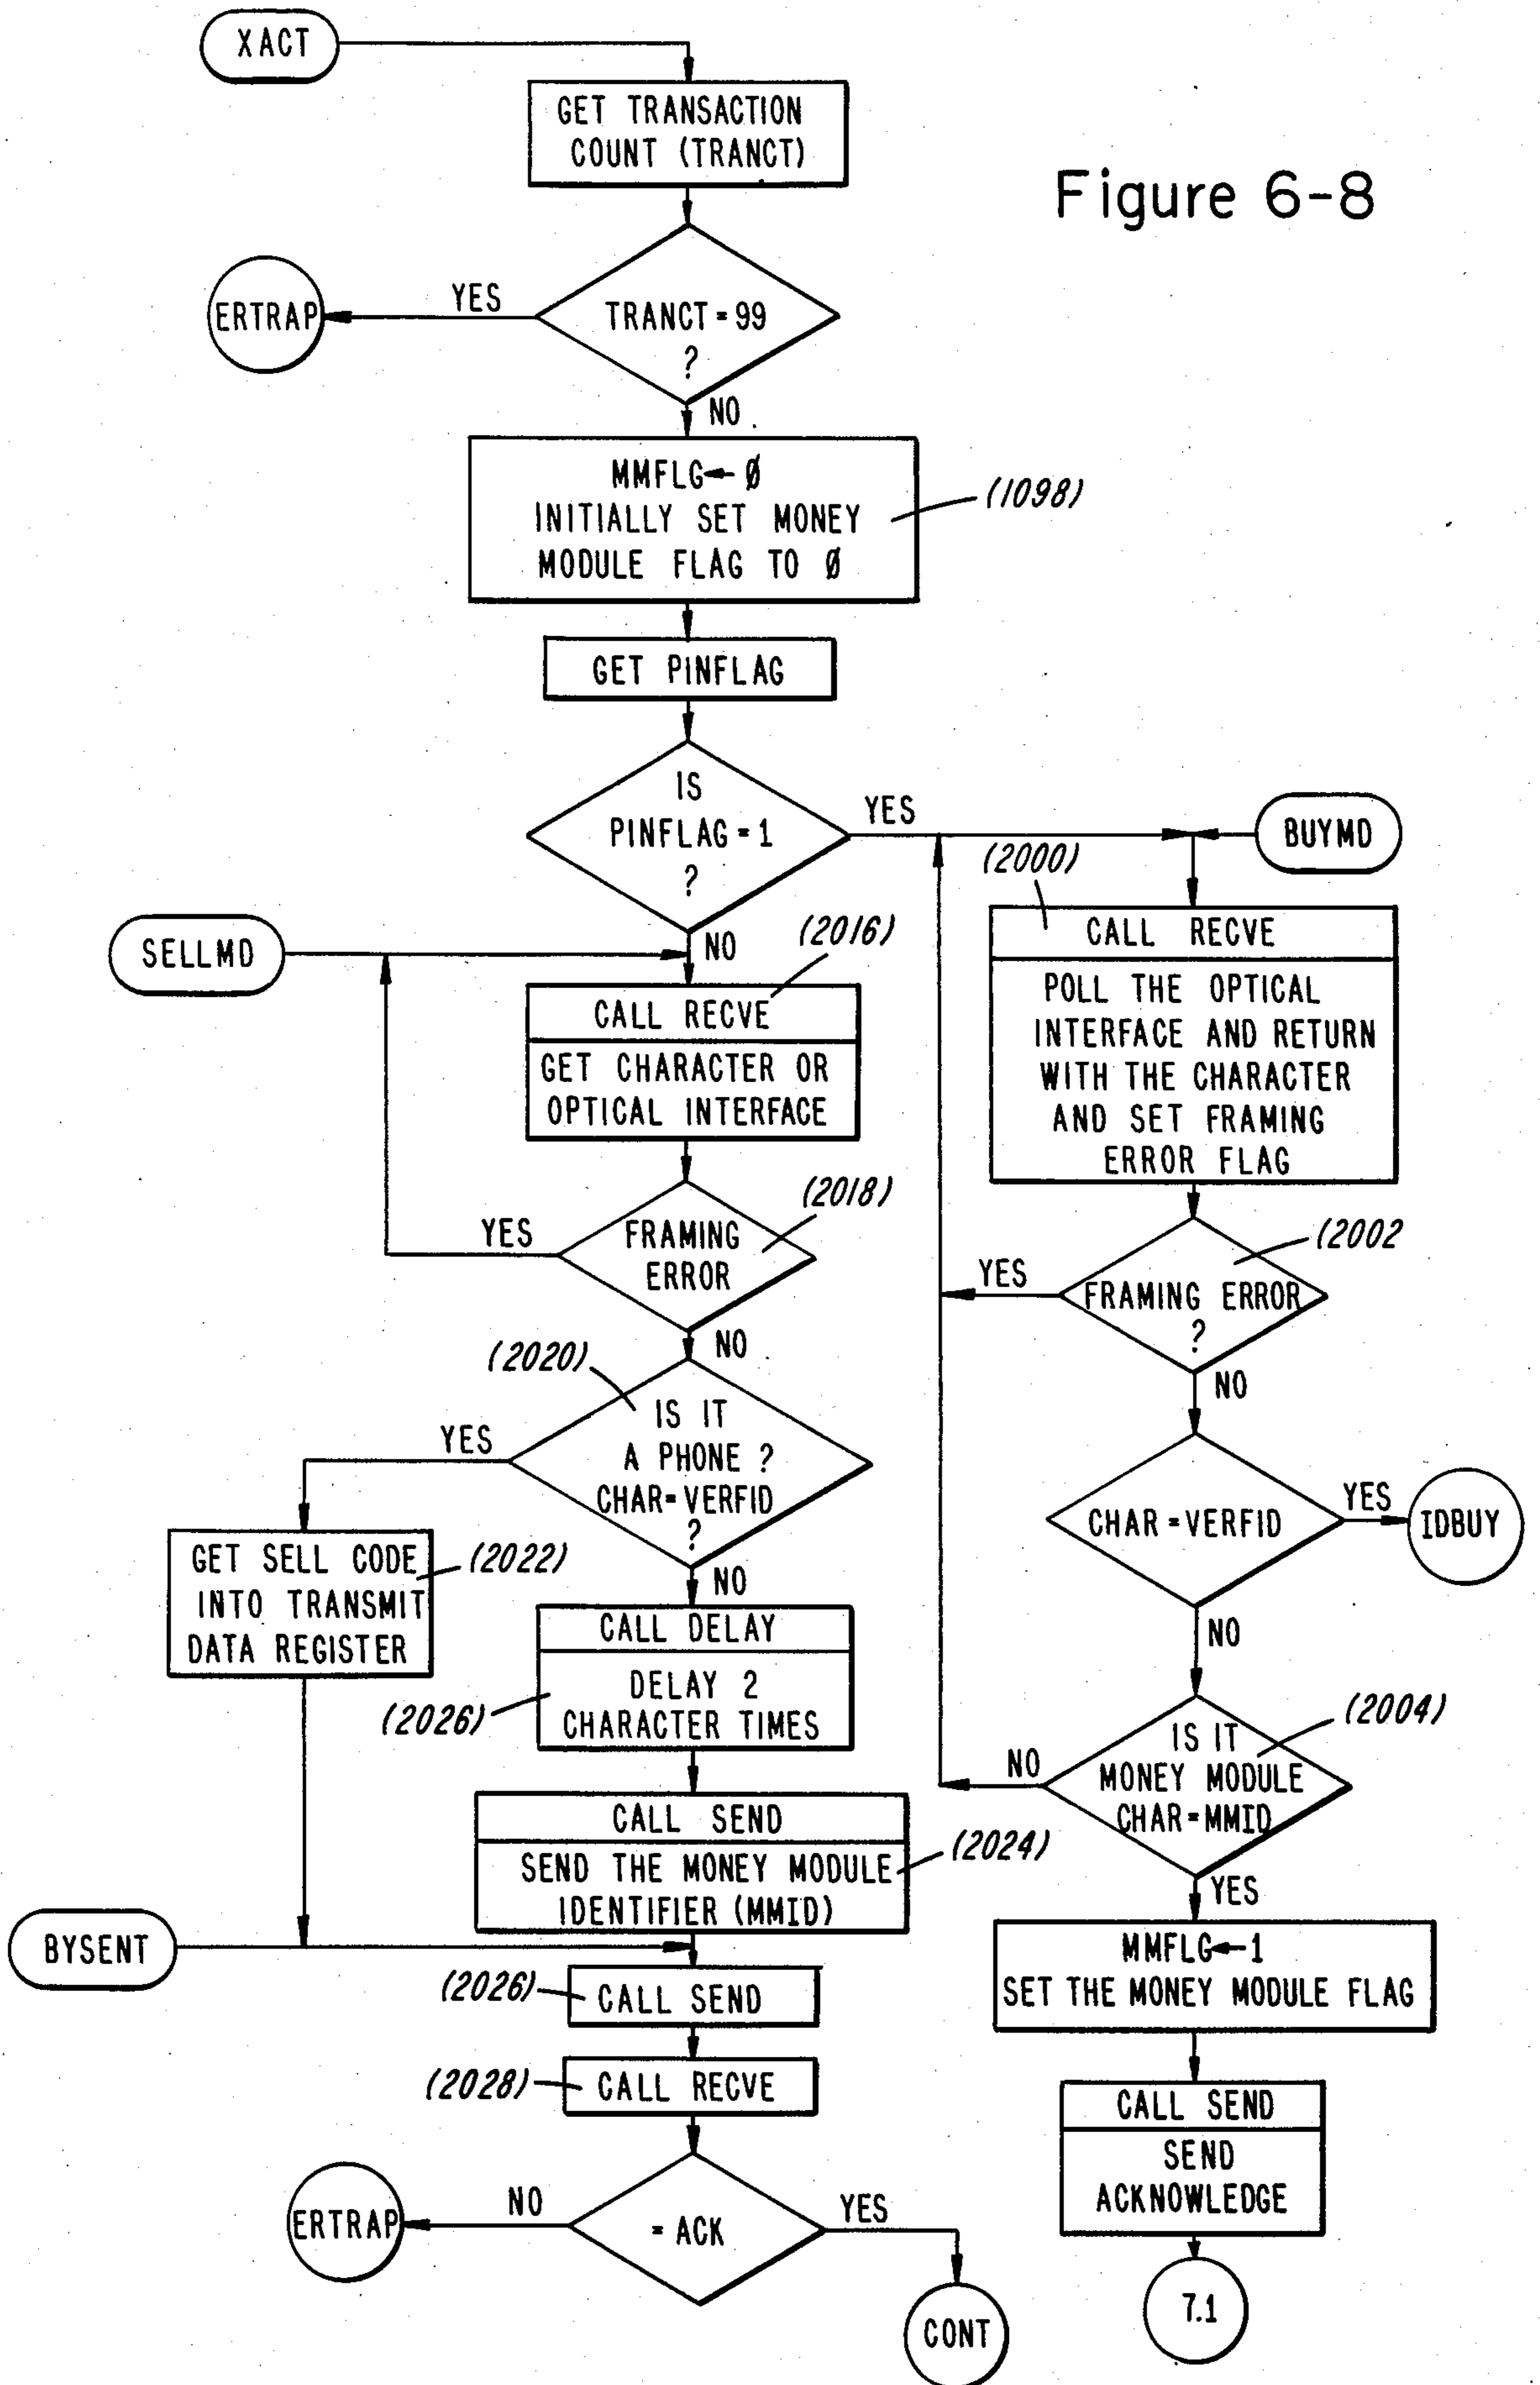 XACT
GET TRANSACTION
COUNT (TRANCT)
Figure 6-8
ERTRAP
YES
TRANCT = 99
?
NO
MMFLG← Ø
INITIALLY SET MONEY
MODULE FLAG TO Ø
(1098)
GET PINFLAG
IS
PINFLAG = 1
?
YES
BUYMD
NO
SELLMD
(2016)
CALL RECVE
GET CHARACTER OR
OPTICAL INTERFACE
(2000)
CALL RECVE
POLL THE OPTICAL
INTERFACE AND RETURN
WITH THE CHARACTER
AND SET FRAMING
ERROR FLAG
YES
FRAMING
ERROR
(2018)
NO
YES
FRAMING ERROR
?
(2002
NO
(2020)
IS IT
A PHONE ?
CHAR=VERFID
?
YES
NO
CHAR = VERFID
YES
IDBUY
NO
GET SELL CODE
INTO TRANSMIT
DATA REGISTER
(2022)
CALL DELAY
DELAY 2
CHARACTER TIMES
(2026)
NO
IS IT
MONEY MODULE
CHAR=MMID
(2004)
YES
CALL SEND
SEND THE MONEY MODULE
IDENTIFIER (MMID)
(2024)
BYSENT
MMFLG←1
SET THE MONEY MODULE FLAG
(2026)
CALL SEND
(2028)
CALL RECVE
CALL SEND
SEND
ACKNOWLEDGE
ERTRAP
NO
= ACK
YES
CONT
7.1